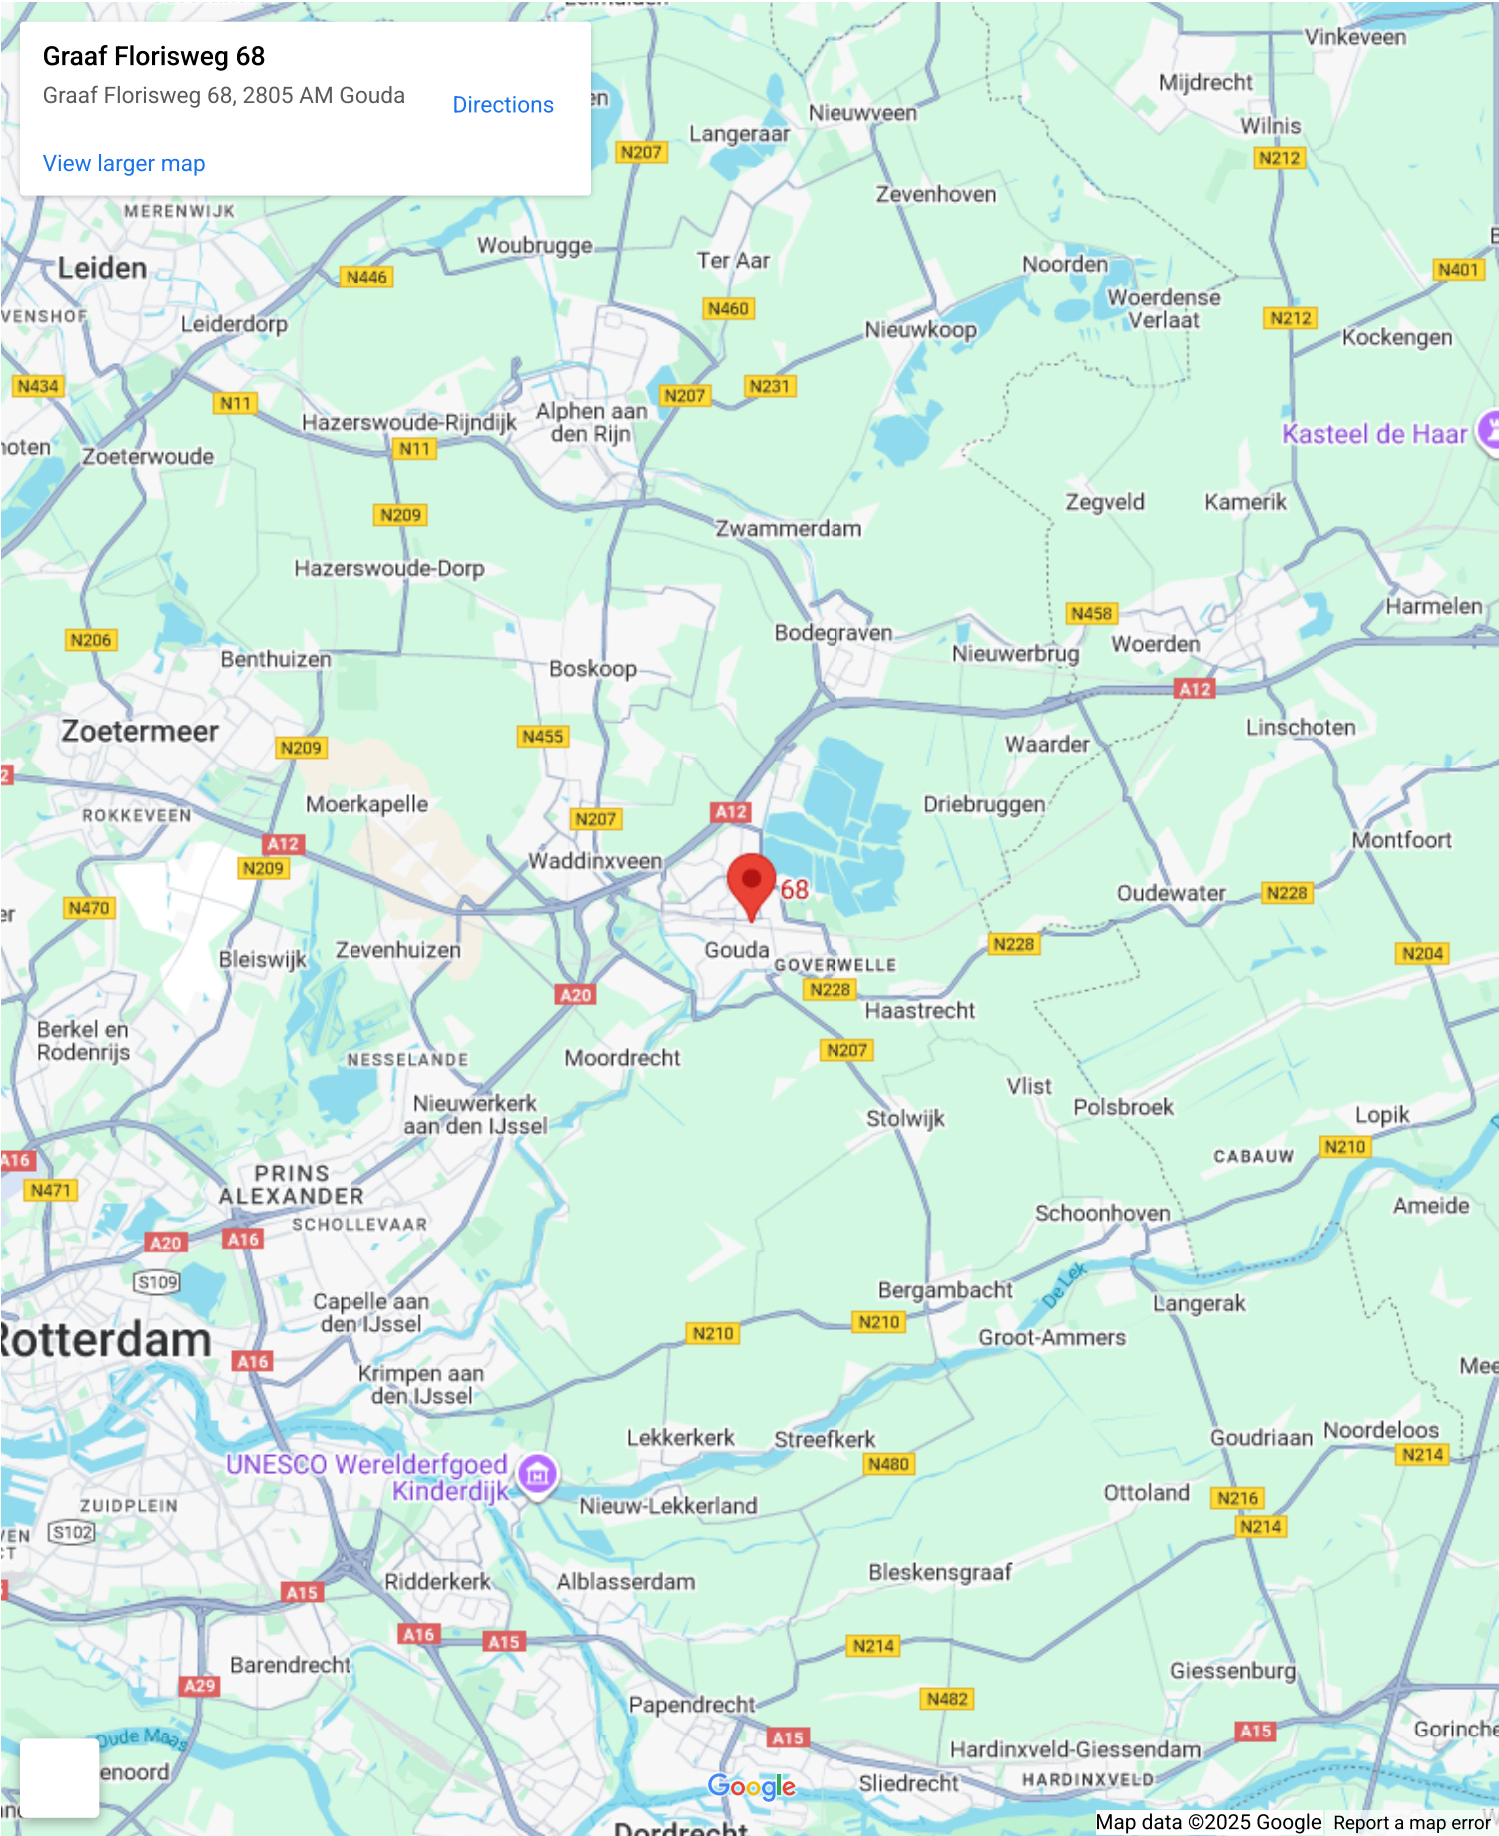 Graaf Florisweg 68
Graaf Florisweg 68, 2805 AM Gouda
Directions
View larger map
Vinkeveen
Mijdrecht
Nieuwveen
Langeraar
Wilnis
N207
N212
Zevenhoven
MERENWIJK
Woubrugge
Ter Aar
Noorden
Leiden
N446
N401
Woerdense
Verlaat
N460
N212
Leiderdorp
Nieuwkoop
Kockengen
N434
N11
N207
N231
Hazerswoude-Rijndijk
Alphen aan
den Rijn
Kasteel de Haar
N11
Zoeterwoude
N209
Zegveld
Kamerik
Zwammerdam
Hazerswoude-Dorp
N458
Harmelen
N206
Bodegraven
Woerden
Nieuwerbrug
Benthuizen
Boskoop
A12
Zoetermeer
N209
N455
Waarder
Linschoten
Moerkapelle
Driebruggen
ROKKEVEEN
N207
A12
Montfoort
A12
N209
Waddinxveen
68
Oudewater
N228
N470
Bleiswijk
Zevenhuizen
Gouda
GOVERWELLE
N228
N204
A20
N228
Haastrecht
Berkel en
Rodenrijs
NESSELANDE
Moordrecht
N207
Vlist
Polsbroek
Nieuwerkerk
aan den IJssel
Stolwijk
Lopik
N210
CABAUW
A16
N471
PRINS
ALEXANDER
SCHOLLEVAAR
Ameide
Schoonhoven
A20
A16
S109
De Lek
Bergambacht
Langerak
Capelle aan
den IJssel
N210
N210
Groot-Ammers
Rotterdam
A16
Krimpen aan
den IJssel
Lekkerkerk
Streefkerk
Goudriaan
Noordeloos
N214
UNESCO Werelderfgoed
Kinderdijk
N480
Nieuw-Lekkerland
Ottoland
N216
N214
ZUIDPLEIN
S102
Bleskensgraaf
A15
Ridderkerk
Alblasserdam
A16
A15
N214
Barendrecht
Giessenburg
A29
Papendrecht
N482
A15
A15
Oude Maas
Hardinxveld-Giessendam
HARDINXVELD
Sliedrecht
Google
Dordrecht
Map data ©2025 Google
Report a map error